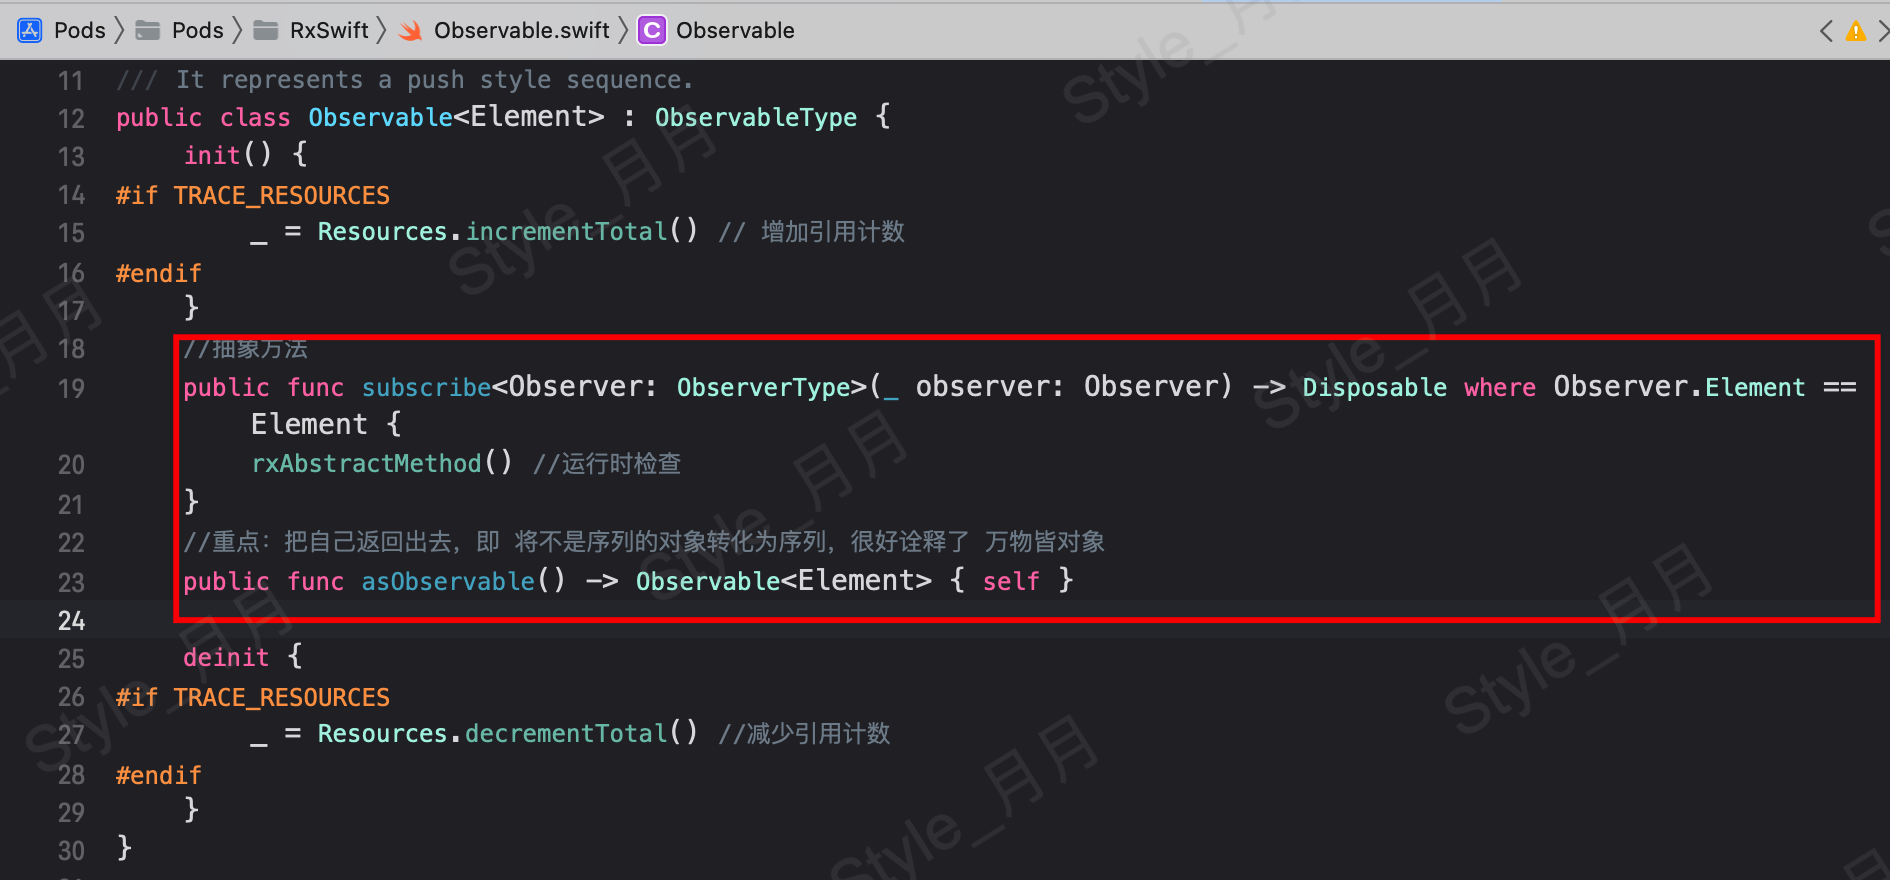 Pods Pods RxSwift Observable.swift C Observable
11 /// It represents a push style sequence.
12 public class Observable<Element> : ObservableType {
13 init() {
14 #if TRACE_RESOURCES
15 _ = Resources.incrementTotal() // 增加引用计数
16 #endif
17 }
18 //抽象方法
19 public func subscribe<Observer: ObserverType>(_ observer: Observer) -> Disposable where Observer.Element ==
Element {
20 rxAbstractMethod() //运行时检查
21 }
22 //重点：把自己返回出去，即 将不是序列的对象转化为序列，很好诠释了 万物皆对象
23 public func asObservable() -> Observable<Element> { self }
24
25 deinit {
26 #if TRACE_RESOURCES
27 _ = Resources.decrementTotal() //减少引用计数
28 #endif
29 }
30 }
Style_月月
Style_月月
Style_月月
Style_月月
Style_月月
Style_月月
Style_月月